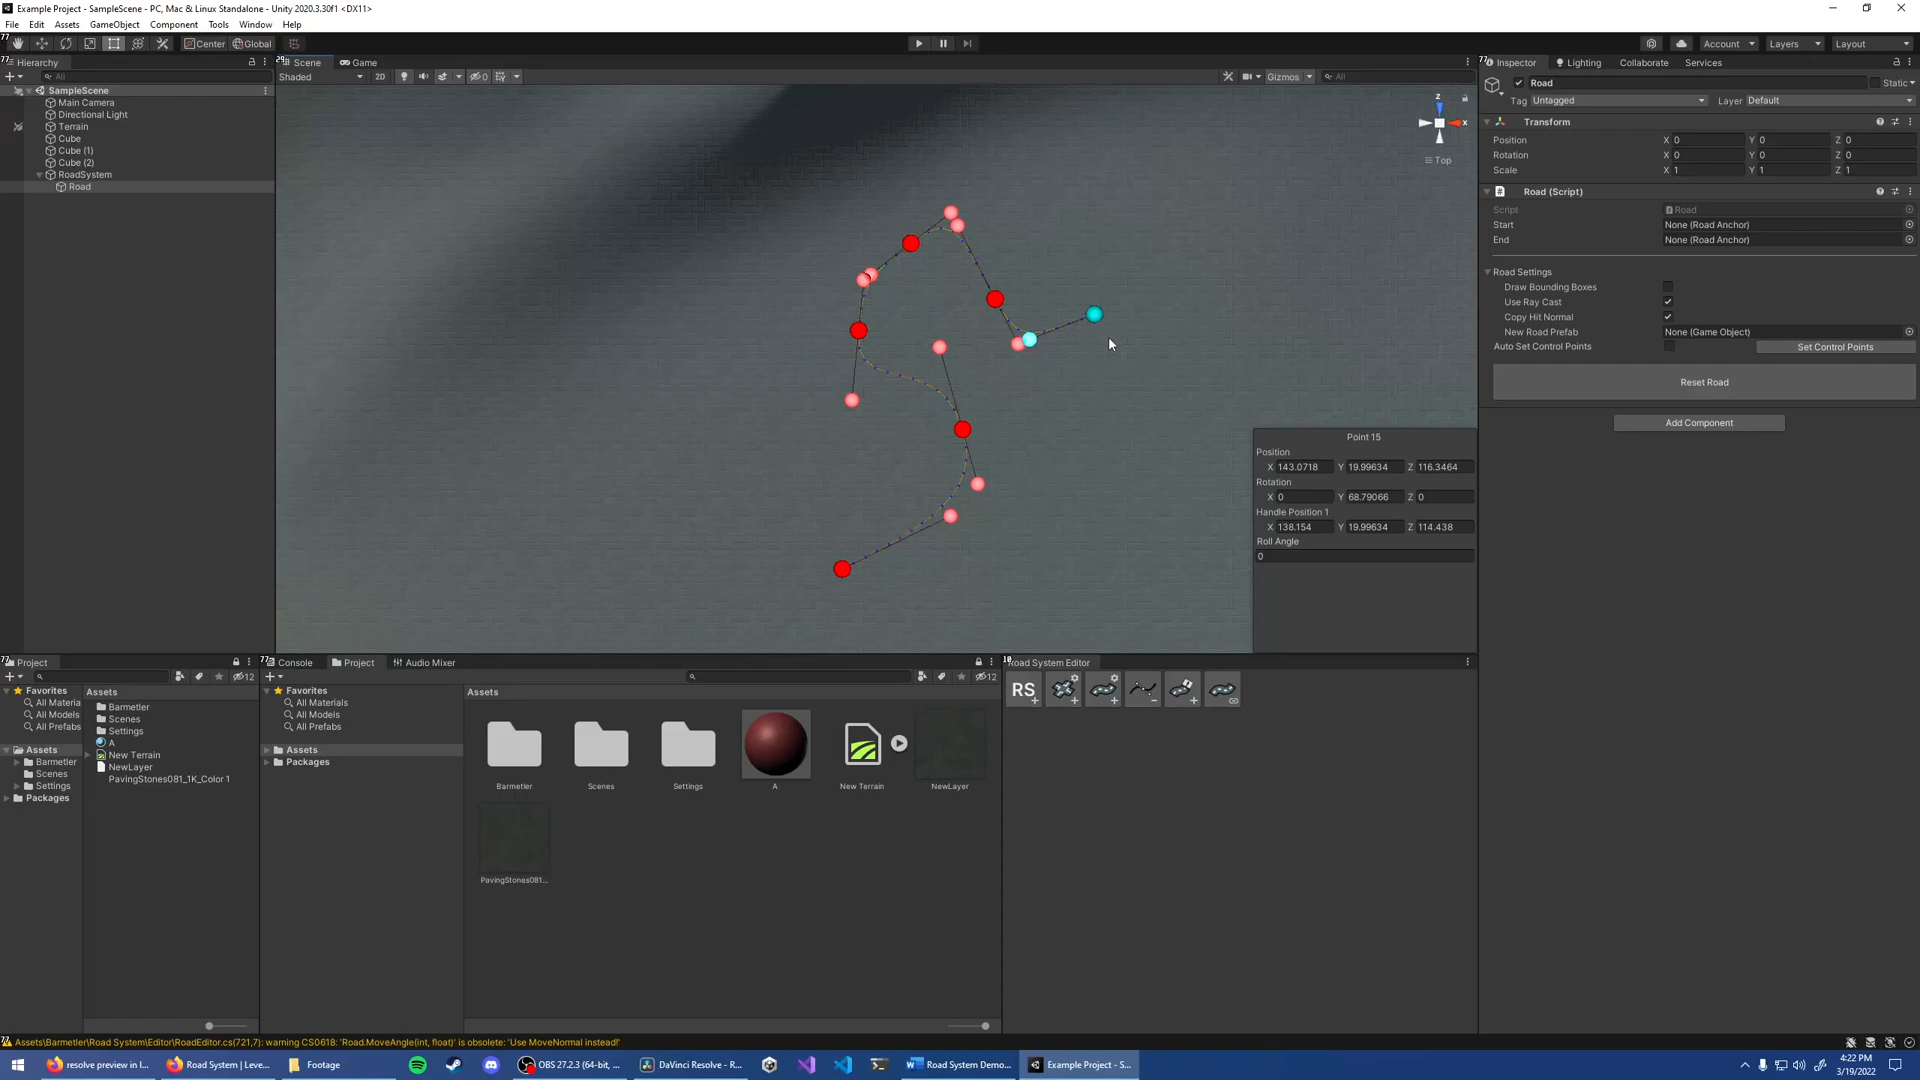 Example Project - SampleScene - PC, Mac & Linux Standalone - Unity 2020.3.30f1 <DX11>
File Edit Assets GameObject Component Tools Window Help
Center Global
Account Layers Layout
Hierarchy
Scene Game
Inspector Lighting Collaborate Services
All
Shaded 2D 0 Gizmos All
Road Static
SampleScene
Tag Untagged Layer Default
Main Camera
Directional Light
Transform
Terrain
Position X 0 Y 0 Z 0
Cube
Rotation X 0 Y 0 Z 0
Cube (1)
Scale X 1 Y 1 Z 1
Cube (2)
z
x
Top
RoadSystem
Road
Road (Script)
Script Road
Start None (Road Anchor)
End None (Road Anchor)
Road Settings
Draw Bounding Boxes
Use Ray Cast
Copy Hit Normal
New Road Prefab None (Game Object)
Auto Set Control Points Set Control Points
Reset Road
Add Component
Point 15
Position
X 143.0718 Y 19.99634 Z 116.3464
Rotation
X 0 Y 68.79066 Z 0
Handle Position 1
X 138.154 Y 19.99634 Z 114.438
Roll Angle
0
Project
Console Project Audio Mixer
Road System Editor
12
12
Favorites
All Materia
All Models
All Prefabs
Assets
Barmetler
Scenes
Settings
Packages
Assets
Barmetler
Scenes
Settings
A
New Terrain
NewLayer
PavingStones081_1K_Color 1
Favorites
All Materials
All Models
All Prefabs
Assets
Packages
Assets
Barmetler Scenes Settings A New Terrain NewLayer
PavingStones081...
RS
Assets\Barmetler\Road System\Editor\RoadEditor.cs(721,7): warning CS0618: 'Road.MoveAngle(int, float)' is obsolete: 'Use MoveNormal instead!'
resolve preview in l... Road System | Leve... Footage OBS 27.2.3 (64-bit, ... DaVinci Resolve - R... Road System Demo... Example Project - S...
4:22 PM
3/19/2022